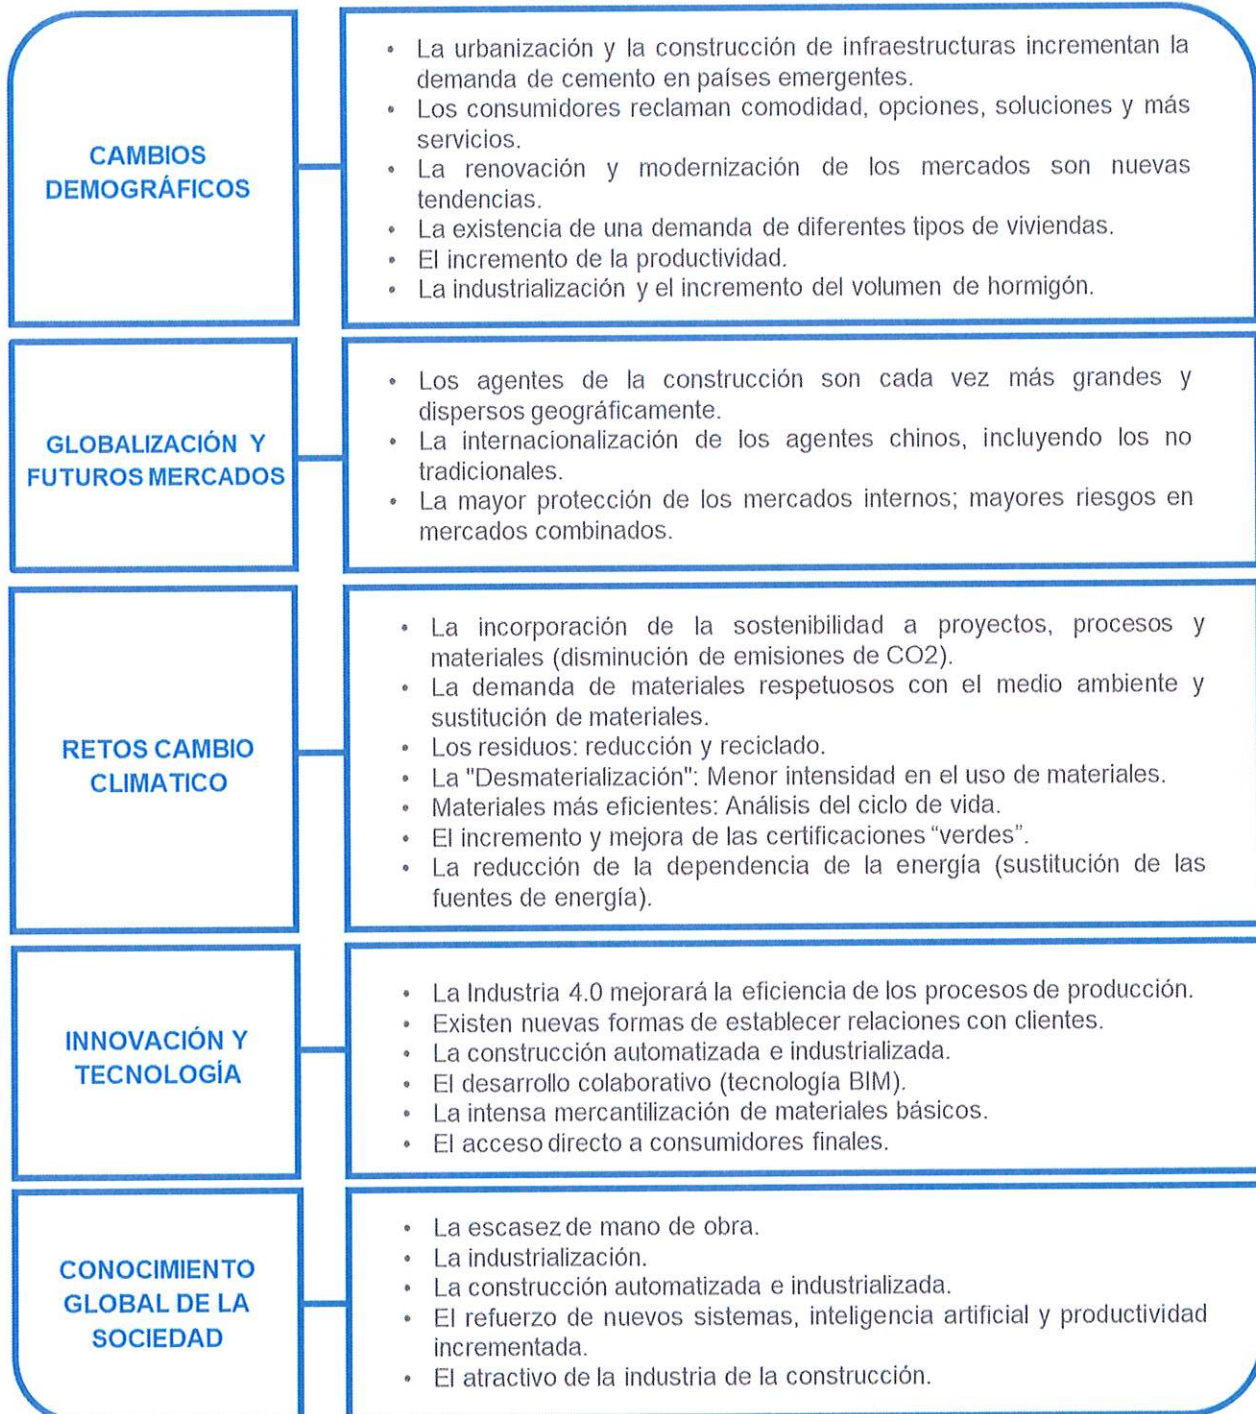 CAMBIOS
DEMOGRÁFICOS
• La urbanización y la construcción de infraestructuras incrementan la
demanda de cemento en países emergentes.
• Los consumidores reclaman comodidad, opciones, soluciones y más
servicios.
• La renovación y modernización de los mercados son nuevas
tendencias.
• La existencia de una demanda de diferentes tipos de viviendas.
• El incremento de la productividad.
• La industrialización y el incremento del volumen de hormigón.
GLOBALIZACIÓN Y
FUTUROS MERCADOS
• Los agentes de la construcción son cada vez más grandes y
dispersos geográficamente.
• La internacionalización de los agentes chinos, incluyendo los no
tradicionales.
• La mayor protección de los mercados internos; mayores riesgos en
mercados combinados.
RETOS CAMBIO
CLIMATICO
• La incorporación de la sostenibilidad a proyectos, procesos y
materiales (disminución de emisiones de CO2).
• La demanda de materiales respetuosos con el medio ambiente y
sustitución de materiales.
• Los residuos: reducción y reciclado.
• La "Desmaterialización": Menor intensidad en el uso de materiales.
• Materiales más eficientes: Análisis del ciclo de vida.
• El incremento y mejora de las certificaciones “verdes”.
• La reducción de la dependencia de la energía (sustitución de las
fuentes de energía).
INNOVACIÓN Y
TECNOLOGÍA
• La Industria 4.0 mejorará la eficiencia de los procesos de producción.
• Existen nuevas formas de establecer relaciones con clientes.
• La construcción automatizada e industrializada.
• El desarrollo colaborativo (tecnología BIM).
• La intensa mercantilización de materiales básicos.
• El acceso directo a consumidores finales.
CONOCIMIENTO
GLOBAL DE LA
SOCIEDAD
• La escasez de mano de obra.
• La industrialización.
• La construcción automatizada e industrializada.
• El refuerzo de nuevos sistemas, inteligencia artificial y productividad
incrementada.
• El atractivo de la industria de la construcción.